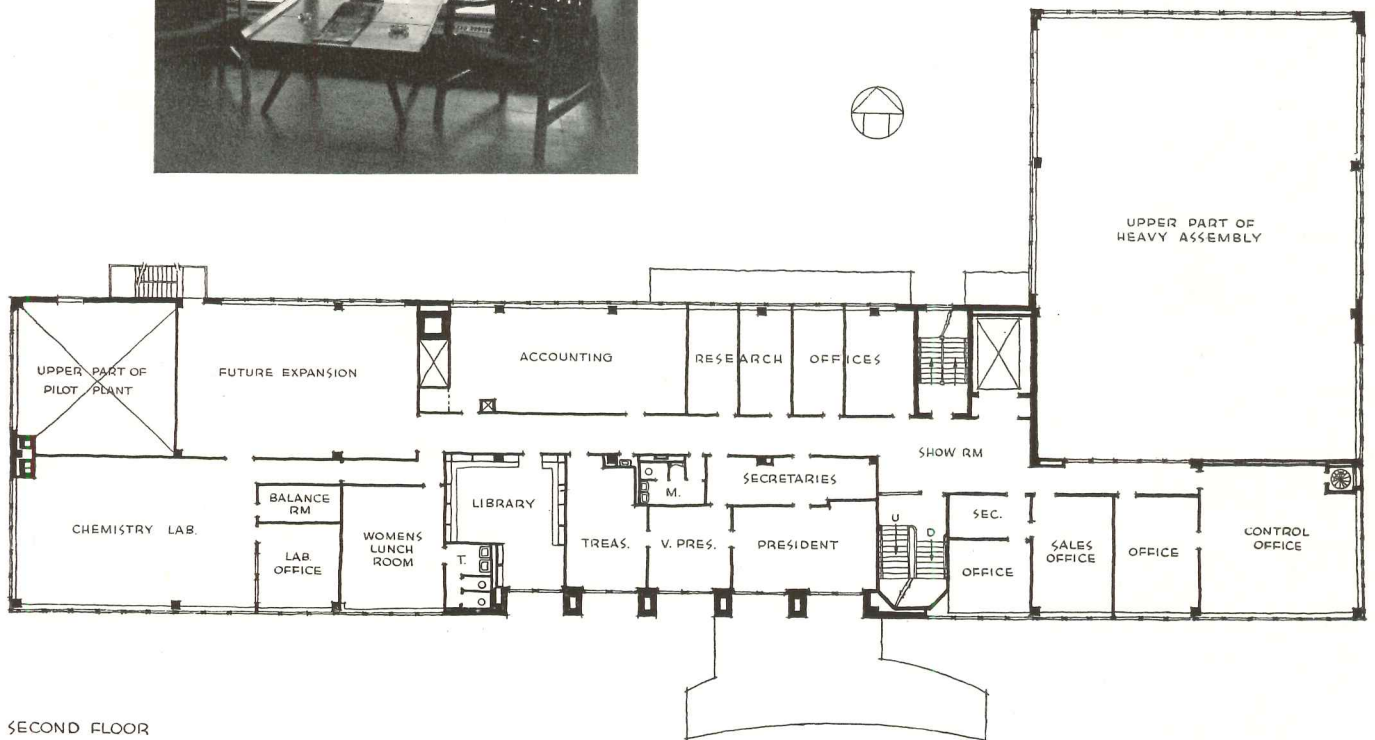 UPPER PART OF
HEAVY ASSEMBLY
UPPER PART OF
PILOT PLANT
FUTURE EXPANSION
ACCOUNTING
RESEARCH OFFICES
SHOW RM
CHEMISTRY LAB.
BALANCE
RM
LAB.
OFFICE
WOMENS
LUNCH
ROOM
T.
LIBRARY
TREAS.
M.
V. PRES.
SECRETARIES
PRESIDENT
U
D
SEC.
OFFICE
SALES
OFFICE
OFFICE
CONTROL
OFFICE
SECOND FLOOR